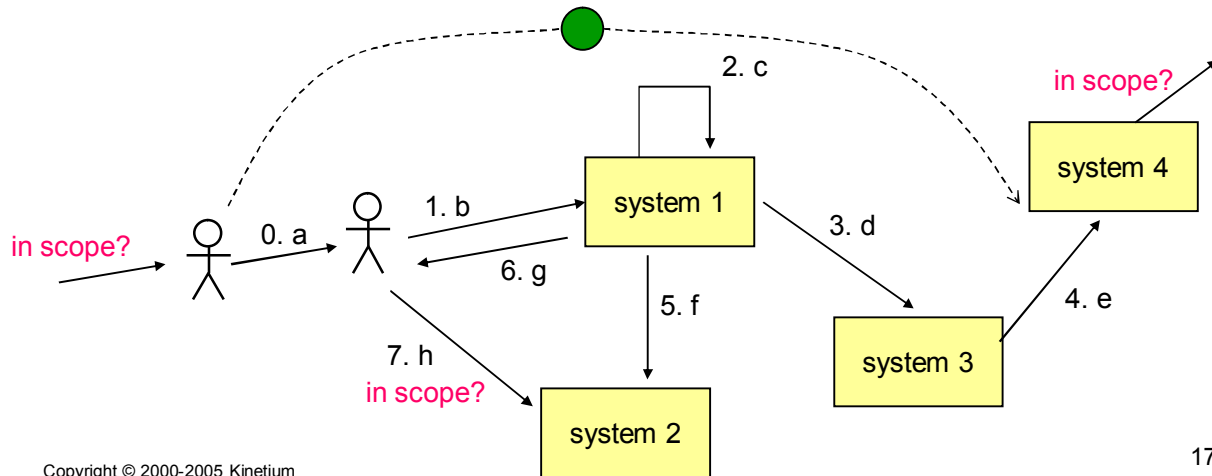 2. c
in scope?
system 4
system 1
1. b
0. a
in scope?
3. d
6. g
5. f
4. e
7. h
in scope?
system 3
system 2
17
Copyright © 2000-2005 Kinetium